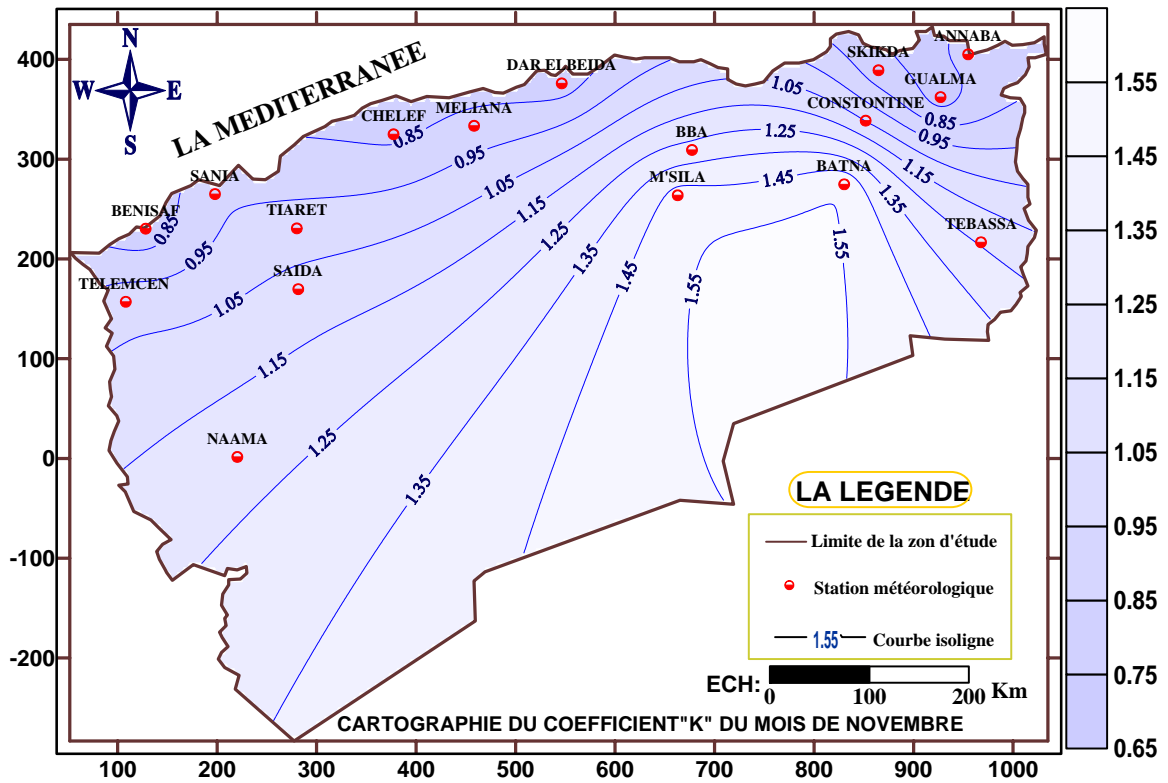 N
W E
S
LA MEDITERRANEE
ANNABA
SKIKDA
DAR ELBEIDA
GUALMA
MELIANA
CONSTONTINE
CHELEF
BBA
BATNA
M'SILA
SANIA
BENISAF
TIARET
TEBASSA
TELEMCEN
SAIDA
NAAMA
0.85
0.95
1.05
1.15
1.25
1.35
1.45
1.55
0.85
0.95
1.05
1.15
1.25
1.35
1.45
1.55
0.85
0.95
1.05
1.15
1.25
1.35
400
300
200
100
0
-100
-200
100 200 300 400 500 600 700 800 900 1000
1.55
1.45
1.35
1.25
1.15
1.05
0.95
0.85
0.75
0.65
LA LEGENDE
Limite de la zon d'étude
Station météorologique
1.55 Courbe isoligne
ECH: 0 100 200 Km
CARTOGRAPHIE DU COEFFICIENT"K" DU MOIS DE NOVEMBRE